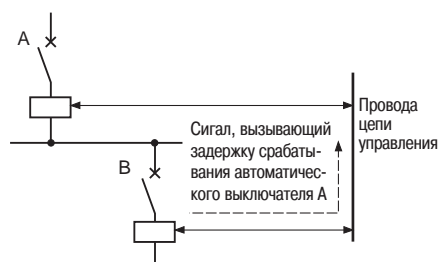 A
Провода
цепи
управления
Сигал, вызывающий
задержку срабаты-
вания автоматичес-
кого выключателя A
B